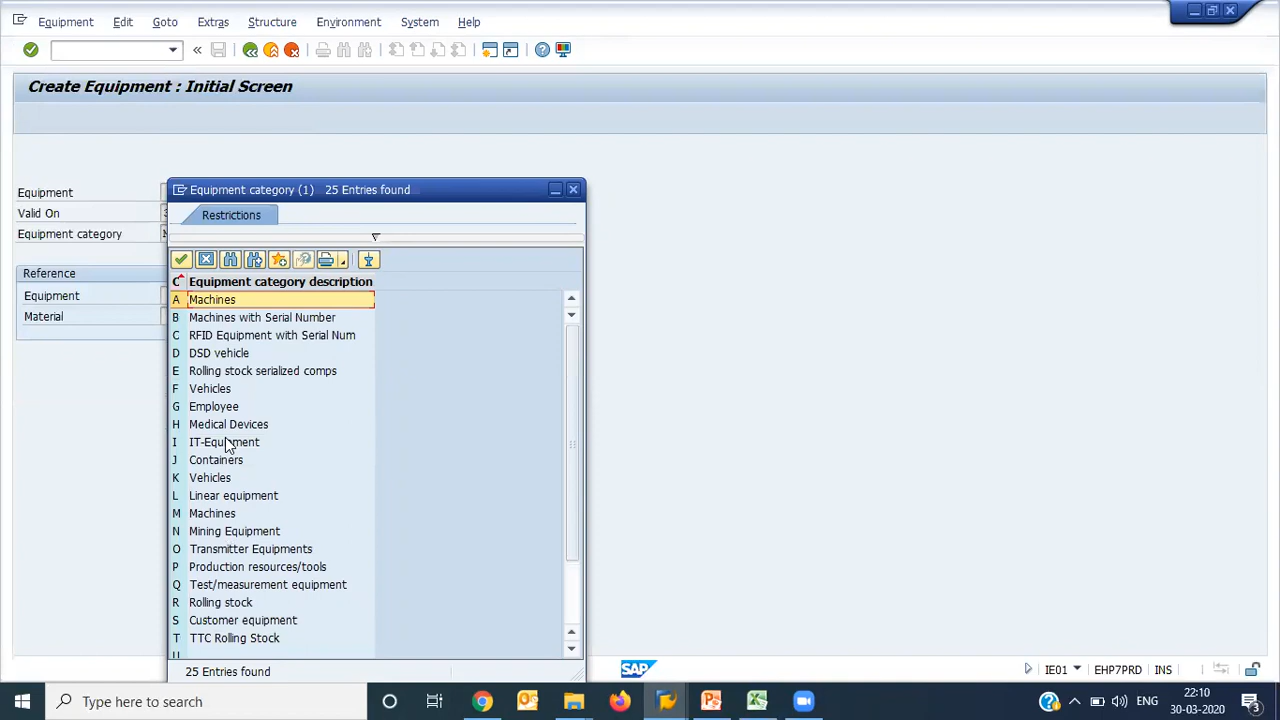 Equipment Edit Goto Extras Structure Environment System Help
Create Equipment : Initial Screen
Equipment
Valid On
Equipment category
Reference
Equipment
Material
Equipment category (1) 25 Entries found
Restrictions
C Equipment category description
A Machines
B Machines with Serial Number
C RFID Equipment with Serial Num
D DSD vehicle
E Rolling stock serialized comps
F Vehicles
G Employee
H Medical Devices
I IT-Equipment
J Containers
K Vehicles
L Linear equipment
M Machines
N Mining Equipment
O Transmitter Equipments
P Production resources/tools
Q Test/measurement equipment
R Rolling stock
S Customer equipment
T TTC Rolling Stock
25 Entries found
SAP
IE01 EHP7PRD INS
Type here to search
ENG
22:10
30-03-2020
3